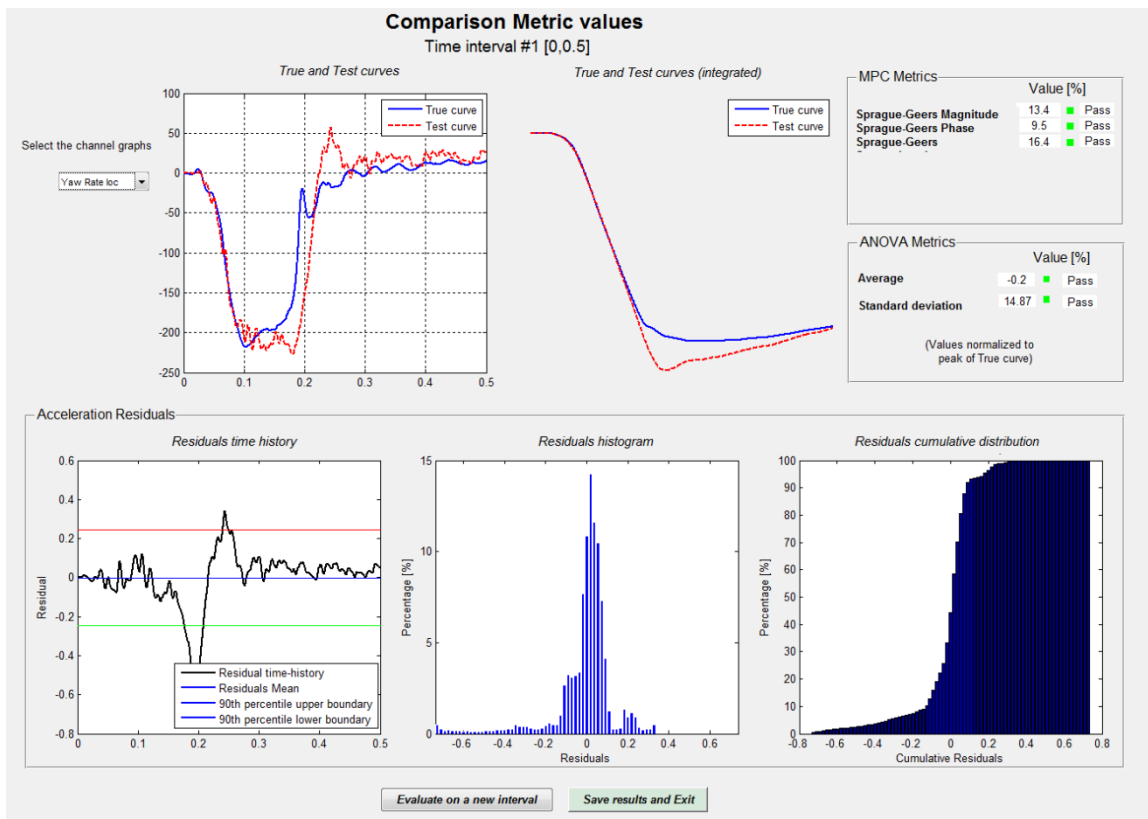 Comparison Metric values
Time interval #1 [0,0.5]
True and Test curves
True and Test curves (integrated)
Select the channel graphs
Yaw Rate loc
True curve
Test curve
100
50
0
-50
-100
-150
-200
-250
0 0.1 0.2 0.3 0.4 0.5
True curve
Test curve
MPC Metrics
Value [%]
Sprague-Geers Magnitude 13.4 Pass
Sprague-Geers Phase 9.5 Pass
Sprague-Geers 16.4 Pass
ANOVA Metrics
Value [%]
Average -0.2 Pass
Standard deviation 14.87 Pass
(Values normalized to
peak of True curve)
Acceleration Residuals
Residuals time history
0.6
0.4
0.2
0
-0.2
-0.4
-0.6
-0.8
Residual
0 0.1 0.2 0.3 0.4 0.5
Residual time-history
Residuals Mean
90th percentile upper boundary
90th percentile lower boundary
Residuals histogram
15
10
5
0
Percentage [%]
-0.6 -0.4 -0.2 0 0.2 0.4 0.6
Residuals
Residuals cumulative distribution
100
90
80
70
60
50
40
30
20
10
0
Percentage [%]
-0.8 -0.6 -0.4 -0.2 0 0.2 0.4 0.6 0.8
Cumulative Residuals
Evaluate on a new interval
Save results and Exit